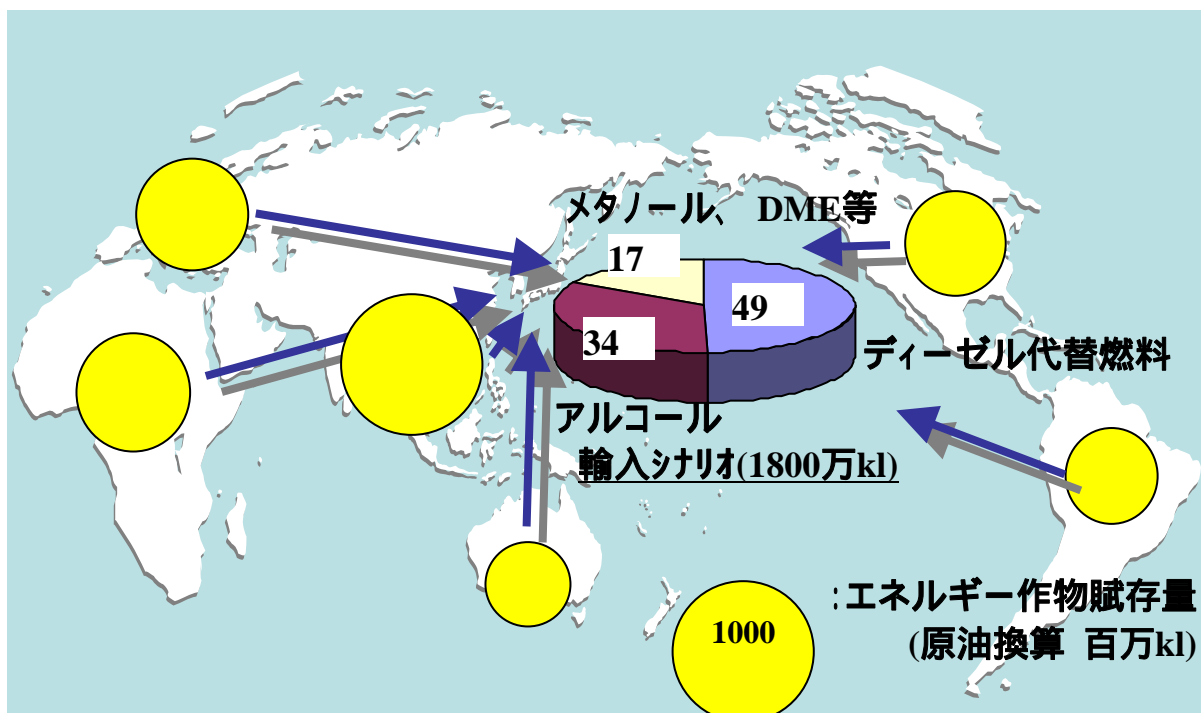 メタノール、 DME等
17
49
34
ディーゼル代替燃料
アルコール
輸入シナリオ(1800万kl)
1000
:エネルギー作物賦存量
(原油換算 百万kl)